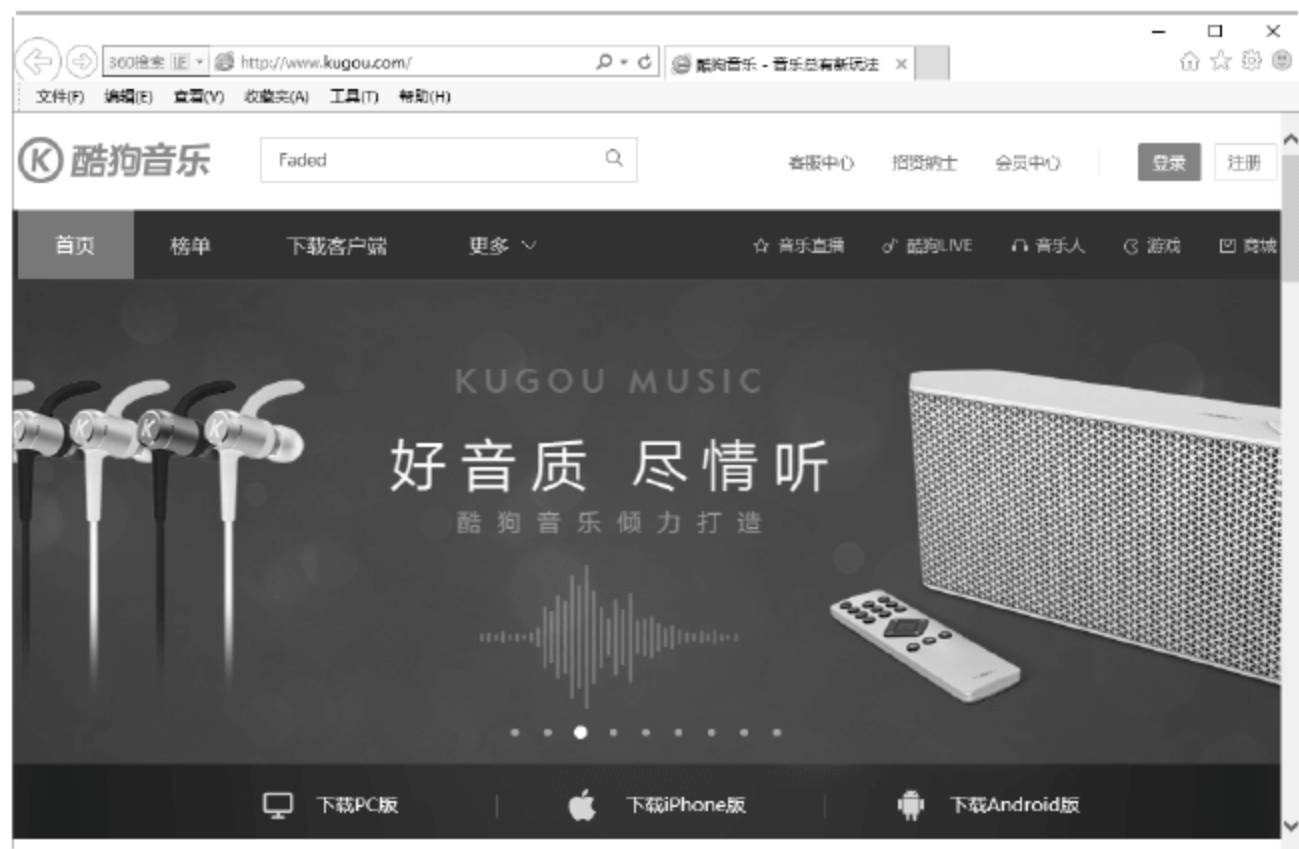 360搜索 IE http://www.kugou.com/ 酷狗音乐 - 音乐总有新玩法
文件(F) 编辑(E) 查看(V) 收藏夹(A) 工具(T) 帮助(H)
K 酷狗音乐 Faded 客服中心 招贤纳士 会员中心 登录 注册
首页 榜单 下载客户端 更多 音乐直播 酷狗LIVE 音乐人 游戏 商城
KUGOU MUSIC
好音质 尽情听
酷狗音乐倾力打造
下载PC版 下载iPhone版 下载Android版